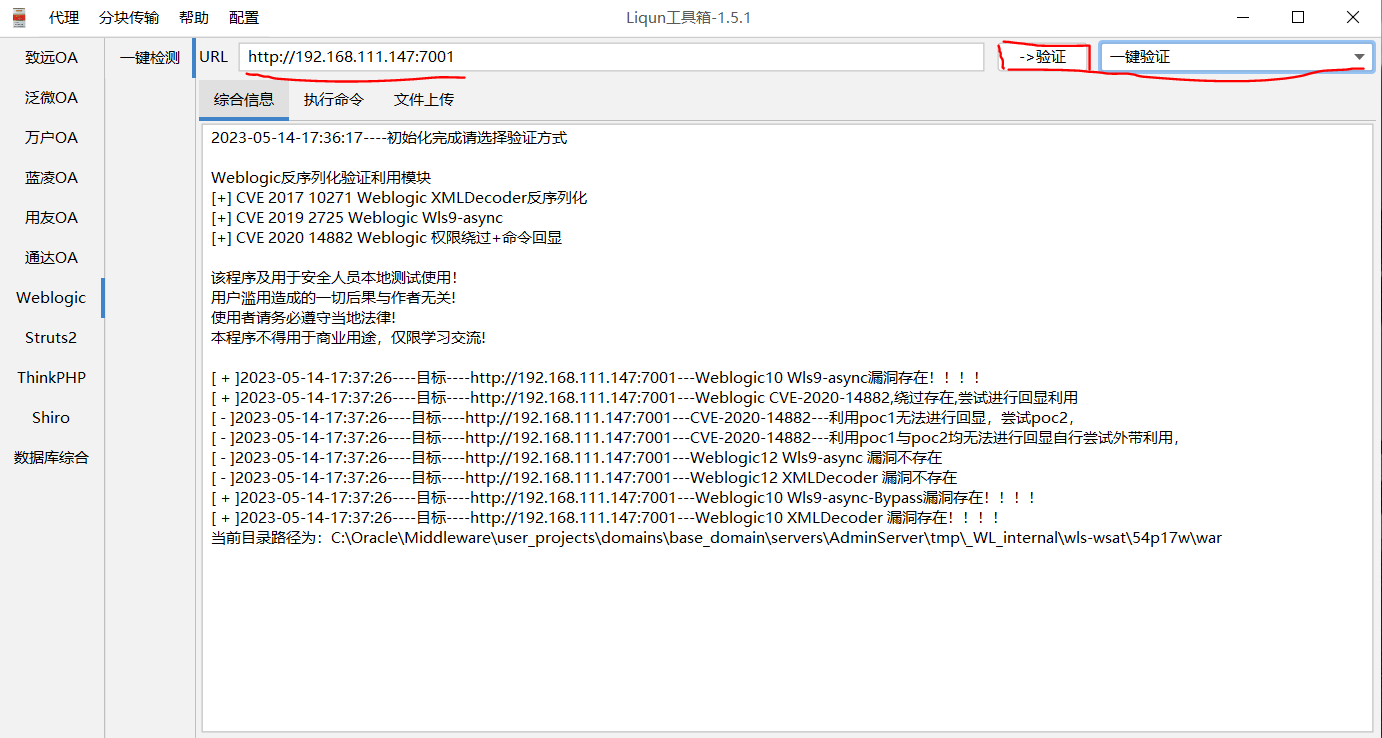 代理 分块传输 帮助 配置 Liqun工具箱-1.5.1
致远OA
泛微OA
万户OA
蓝凌OA
用友OA
通达OA
Weblogic
Struts2
ThinkPHP
Shiro
数据库综合
一键检测
URL http://192.168.111.147:7001 ->验证 一键验证
综合信息 执行命令 文件上传
2023-05-14-17:36:17----初始化完成请选择验证方式
Weblogic反序列化验证利用模块
[+] CVE 2017 10271 Weblogic XMLDecoder反序列化
[+] CVE 2019 2725 Weblogic Wls9-async
[+] CVE 2020 14882 Weblogic 权限绕过+命令回显
该程序及用于安全人员本地测试使用!
用户滥用造成的一切后果与作者无关!
使用者请务必遵守当地法律!
本程序不得用于商业用途，仅限学习交流!
[ + ]2023-05-14-17:37:26----目标----http://192.168.111.147:7001---Weblogic10 Wls9-async漏洞存在！！！！
[ + ]2023-05-14-17:37:26----目标----http://192.168.111.147:7001---Weblogic CVE-2020-14882,绕过存在,尝试进行回显利用
[ - ]2023-05-14-17:37:26----目标----http://192.168.111.147:7001---CVE-2020-14882---利用poc1无法进行回显，尝试poc2，
[ - ]2023-05-14-17:37:26----目标----http://192.168.111.147:7001---CVE-2020-14882---利用poc1与poc2均无法进行回显自行尝试外带利用，
[ - ]2023-05-14-17:37:26----目标----http://192.168.111.147:7001---Weblogic12 Wls9-async 漏洞不存在
[ - ]2023-05-14-17:37:26----目标----http://192.168.111.147:7001---Weblogic12 XMLDecoder 漏洞不存在
[ + ]2023-05-14-17:37:26----目标----http://192.168.111.147:7001---Weblogic10 Wls9-async-Bypass漏洞存在！！！！
[ + ]2023-05-14-17:37:26----目标----http://192.168.111.147:7001---Weblogic10 XMLDecoder 漏洞存在！！！！
当前目录路径为：C:\Oracle\Middleware\user_projects\domains\base_domain\servers\AdminServer\tmp\_WL_internal\wls-wsat\54p17w\war